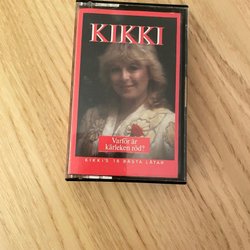 KIKKI
Varför är
kärleken röd?
KIKKI'S 16 BÄSTA LÅTAR